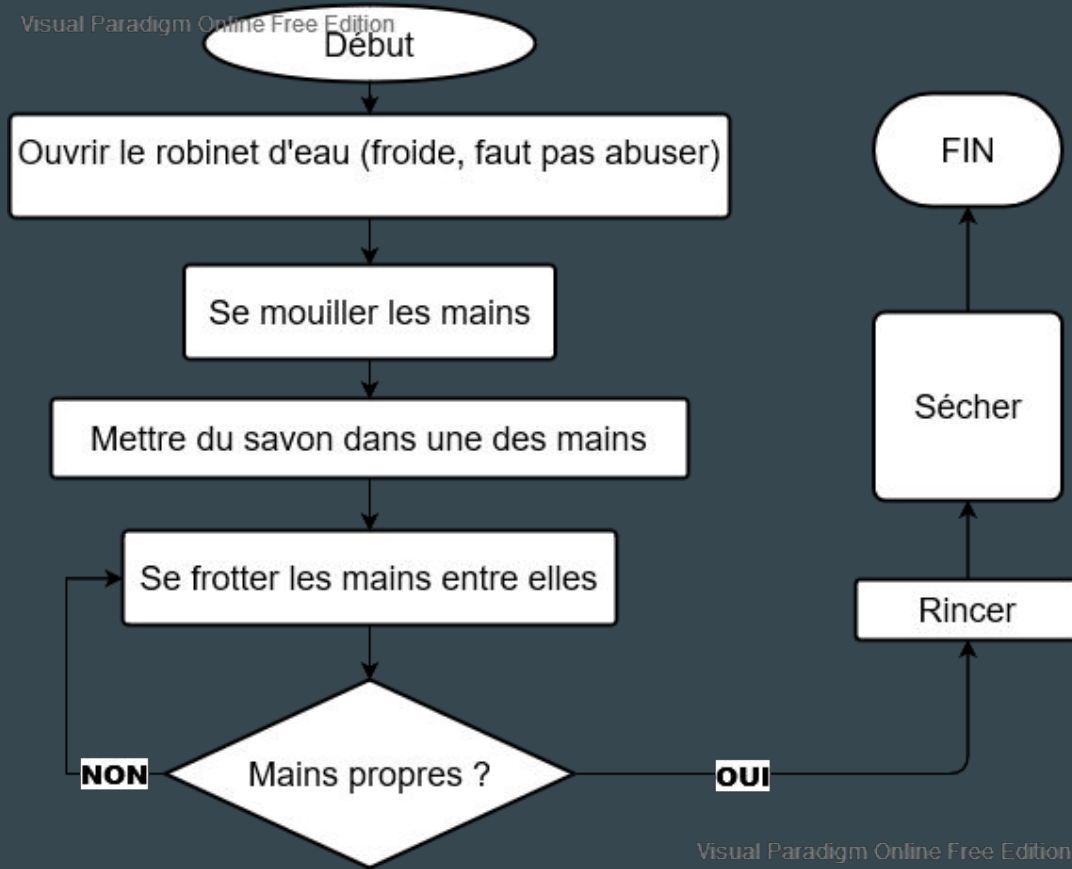 Visual Paradigm Online Free Edition
Début
Ouvrir le robinet d'eau (froide, faut pas abuser)
Se mouiller les mains
Mettre du savon dans une des mains
Se frotter les mains entre elles
Mains propres ?
NON
OUI
Rincer
Sécher
FIN
Visual Paradigm Online Free Edition